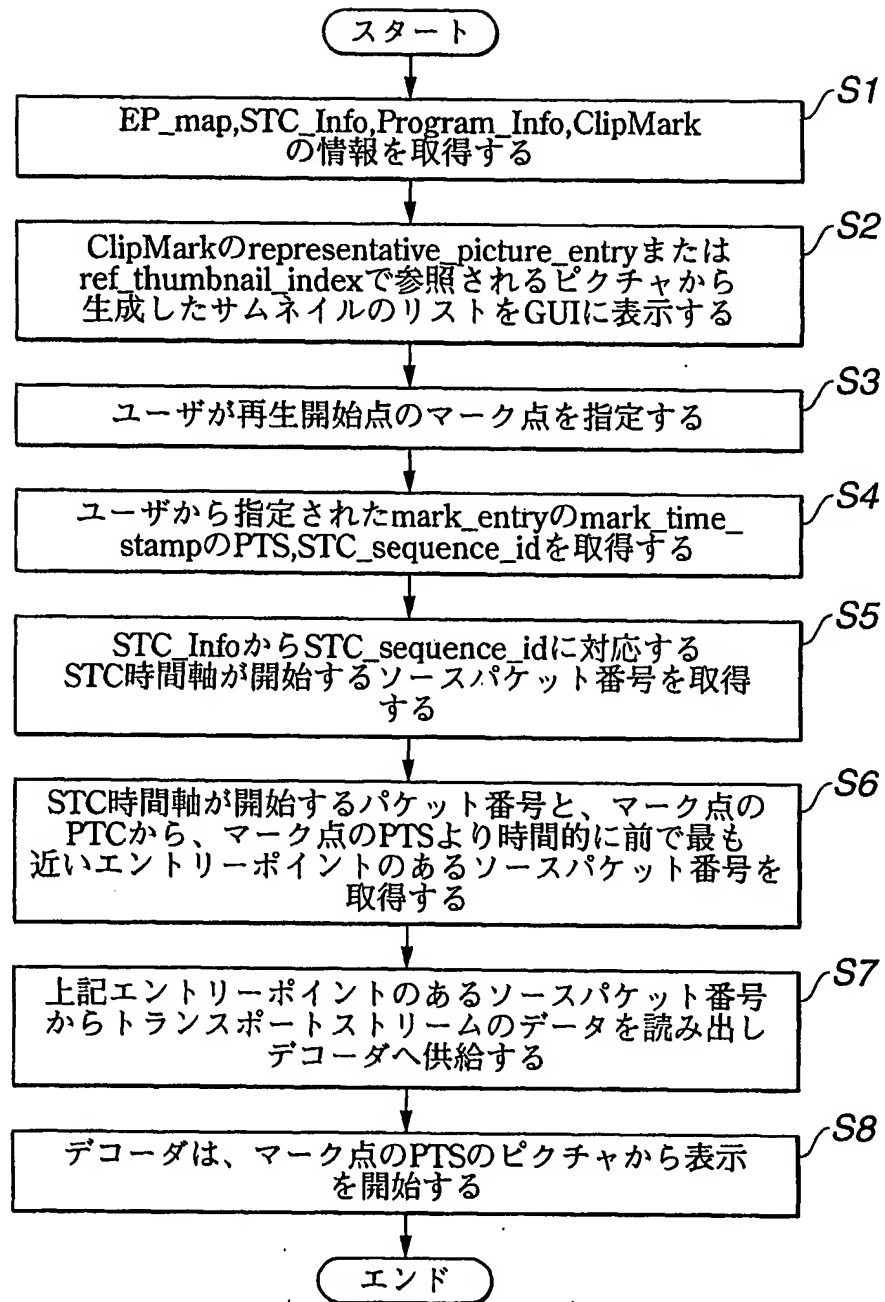 スタート
S1
EP_map,STC_Info,Program_Info,ClipMark
の情報を取得する
S2
ClipMarkのrepresentative_picture_entryまたは
ref_thumbnail_indexで参照されるピクチャから
生成したサムネイルのリストをGUIに表示する
S3
ユーザが再生開始点のマーク点を指定する
S4
ユーザから指定されたmark_entryのmark_time_
stampのPTS,STC_sequence_idを取得する
S5
STC_InfoからSTC_sequence_idに対応する
STC時間軸が開始するソースパケット番号を取得
する
S6
STC時間軸が開始するパケット番号と、マーク点の
PTCから、マーク点のPTSより時間的に前で最も
近いエントリーポイントのあるソースパケット番号を
取得する
S7
上記エントリーポイントのあるソースパケット番号
からトランスポートストリームのデータを読み出し
デコーダへ供給する
S8
デコーダは、マーク点のPTSのピクチャから表示
を開始する
エンド